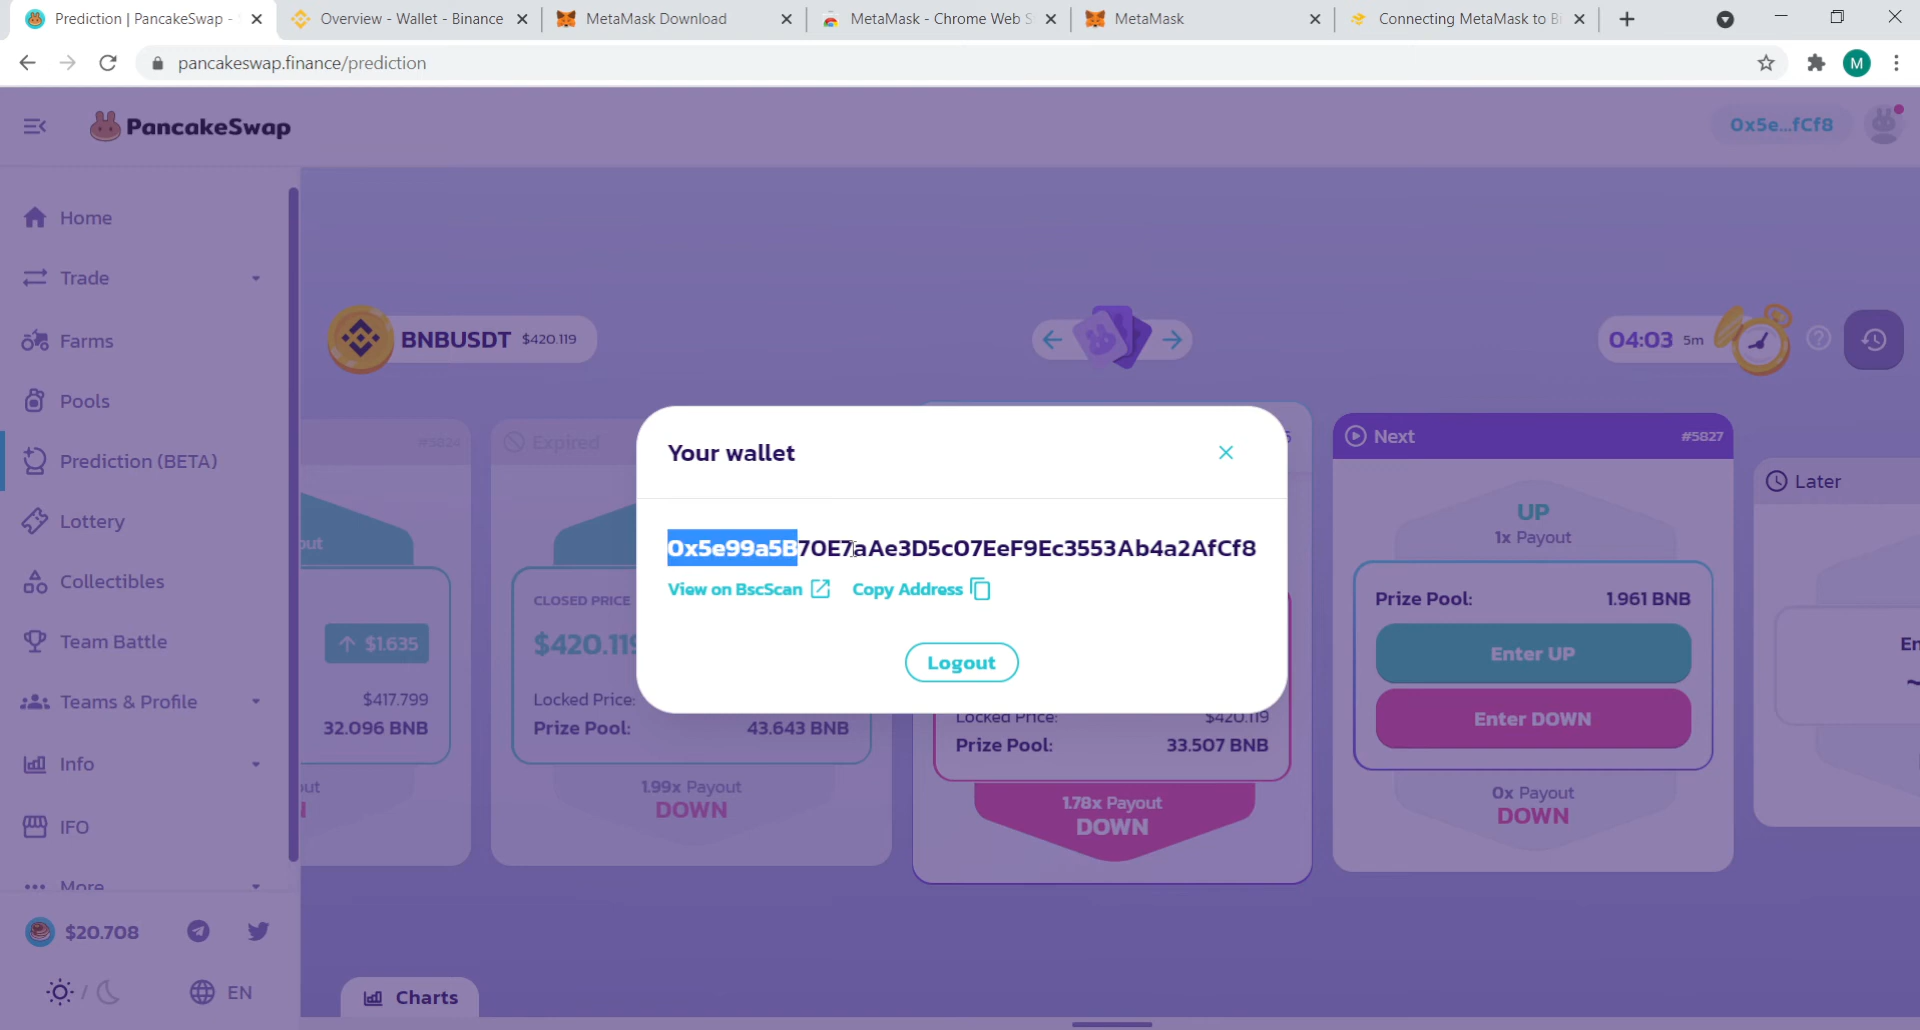 Prediction | PancakeSwap -
Overview - Wallet - Binance
MetaMask Download
MetaMask - Chrome Web S
MetaMask
Connecting MetaMask to Bi
pancakeswap.finance/prediction
M
PancakeSwap
0x5e...fCf8
Home
Trade
Farms
Pools
Prediction (BETA)
Lottery
Collectibles
Team Battle
Teams & Profile
Info
IFO
More
$20.708
/
EN
BNBUSDT $420.119
04:03 5m
#5824
out
↑ $1.635
$417.799
32.096 BNB
out
Expired
CLOSED PRICE
$420.119
Locked Price:
Prize Pool: 43.643 BNB
1.99x Payout
DOWN
Your wallet
0x5e99a5B70E7aAe3D5c07EeF9Ec3553Ab4a2AfCf8
View on BscScan
Copy Address
Logout
Locked Price: $420.119
Prize Pool: 33.507 BNB
1.78x Payout
DOWN
Next #5827
UP
1x Payout
Prize Pool: 1.961 BNB
Enter UP
Enter DOWN
0x Payout
DOWN
Later
En
~
Charts